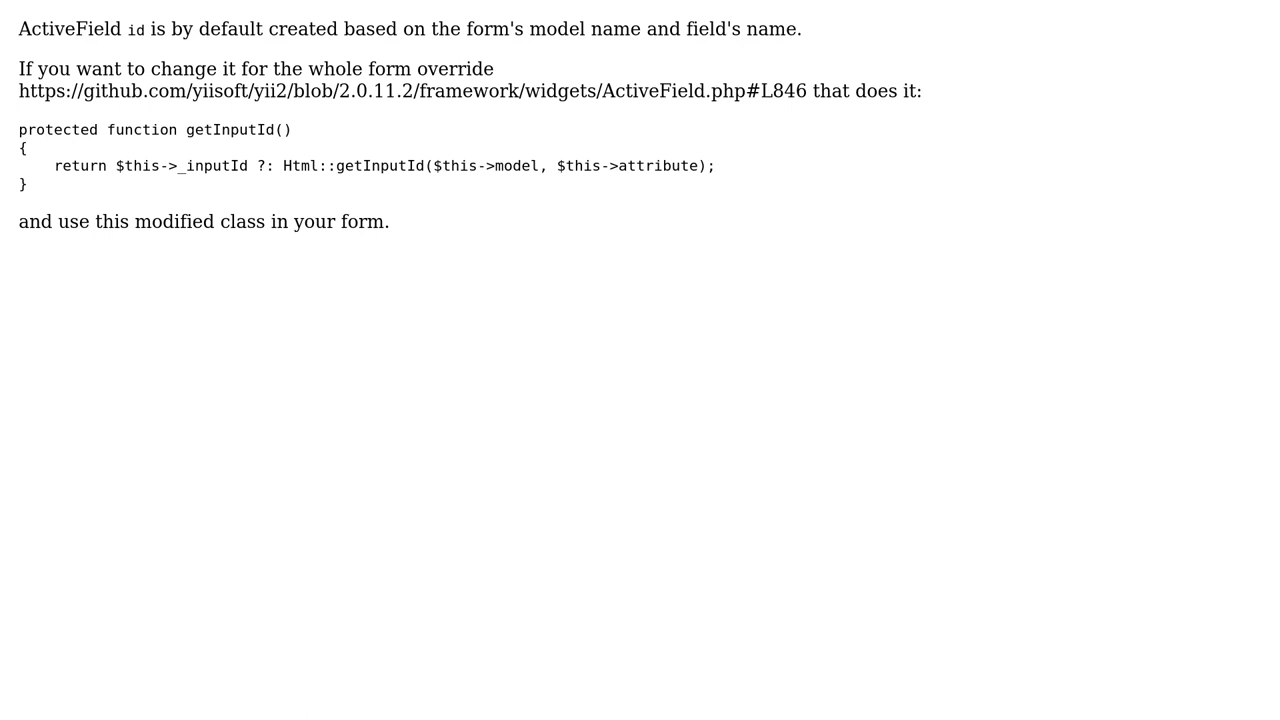 ActiveField id is by default created based on the form's model name and field's name.
If you want to change it for the whole form override
https://github.com/yiisoft/yii2/blob/2.0.11.2/framework/widgets/ActiveField.php#L846 that does it:
protected function getInputId()
{
    return $this->_inputId ?: Html::getInputId($this->model, $this->attribute);
}
and use this modified class in your form.